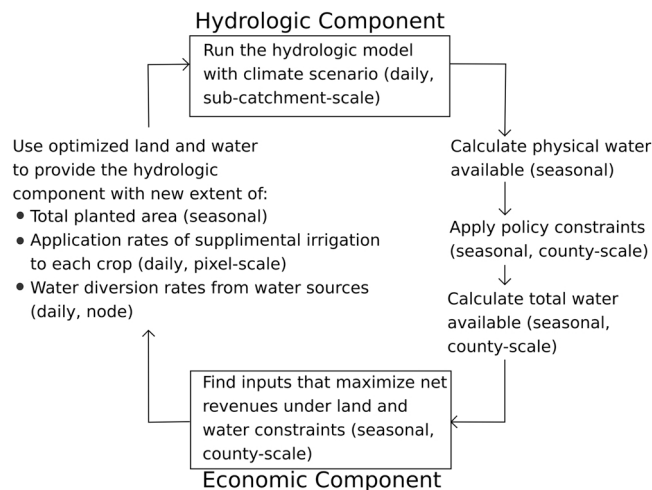 Hydrologic Component
Run the hydrologic model
with climate scenario (daily,
sub-catchment-scale)
Calculate physical water
available (seasonal)
Apply policy constraints
(seasonal, county-scale)
Calculate total water
available (seasonal,
county-scale)
Find inputs that maximize net
revenues under land and
water constraints (seasonal,
county-scale)
Economic Component
Use optimized land and water
to provide the hydrologic
component with new extent of:
• Total planted area (seasonal)
• Application rates of supplimental irrigation
to each crop (daily, pixel-scale)
• Water diversion rates from water sources
(daily, node)